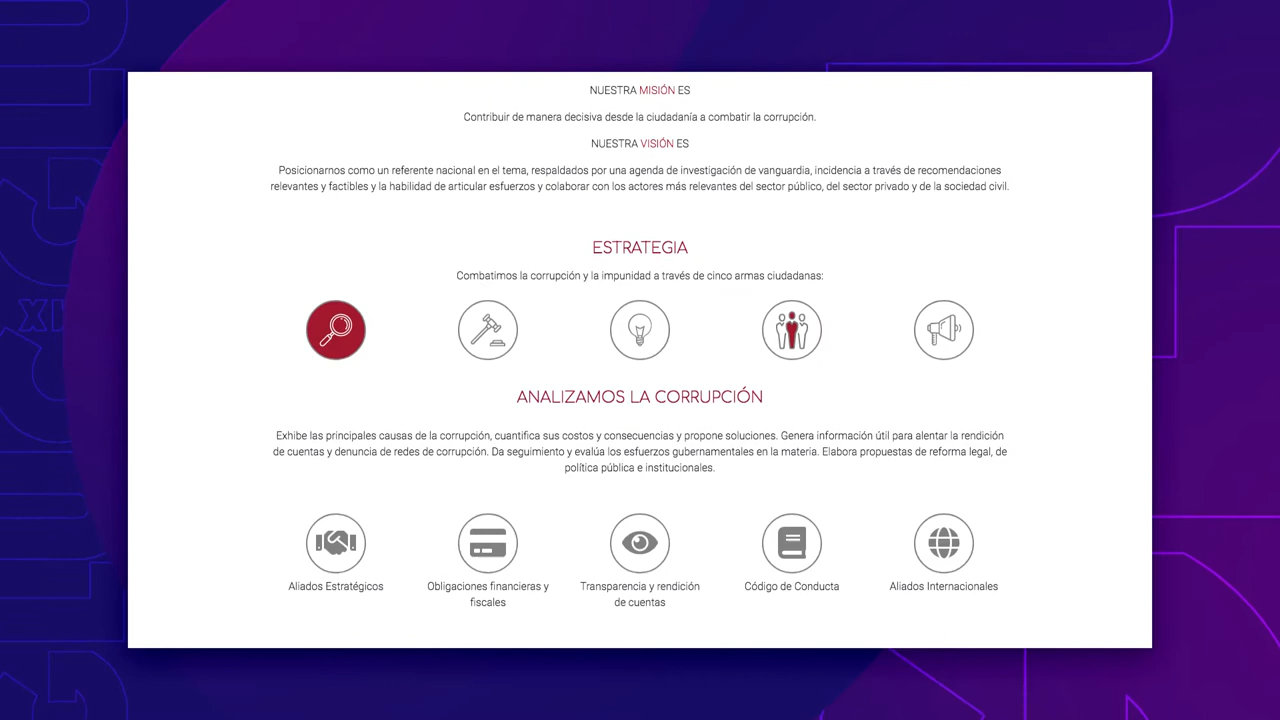 NUESTRA MISIÓN ES
Contribuir de manera decisiva desde la ciudadanía a combatir la corrupción.
NUESTRA VISIÓN ES
Posicionarnos como un referente nacional en el tema, respaldados por una agenda de investigación de vanguardia, incidencia a través de recomendaciones
relevantes y factibles y la habilidad de articular esfuerzos y colaborar con los actores más relevantes del sector público, del sector privado y de la sociedad civil.
ESTRATEGIA
Combatimos la corrupción y la impunidad a través de cinco armas ciudadanas:
ANALIZAMOS LA CORRUPCIÓN
Exhibe las principales causas de la corrupción, cuantifica sus costos y consecuencias y propone soluciones. Genera información útil para alentar la rendición
de cuentas y denuncia de redes de corrupción. Da seguimiento y evalúa los esfuerzos gubernamentales en la materia. Elabora propuestas de reforma legal, de
política pública e institucionales.
Aliados Estratégicos
Obligaciones financieras y
fiscales
Transparencia y rendición
de cuentas
Código de Conducta
Aliados Internacionales